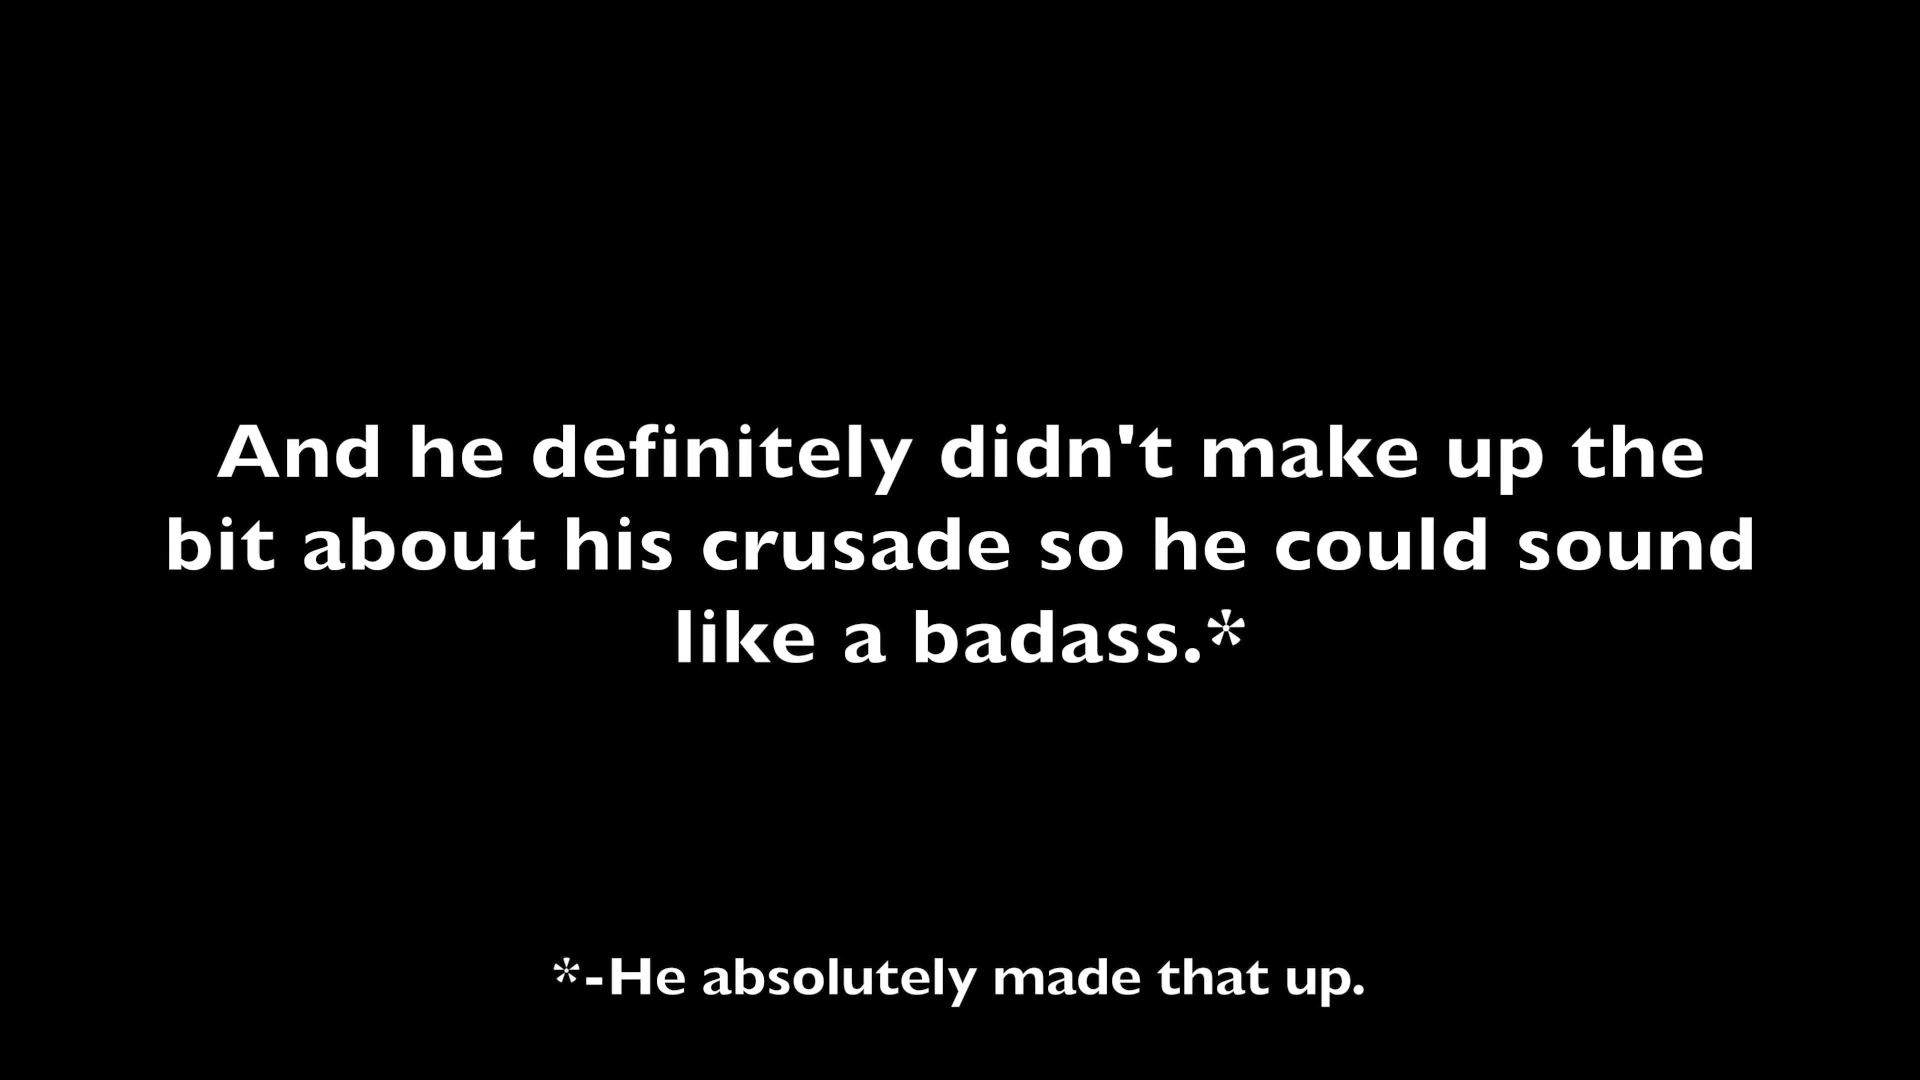 And he definitely didn't make up the
bit about his crusade so he could sound
like a badass.*
*-He absolutely made that up.